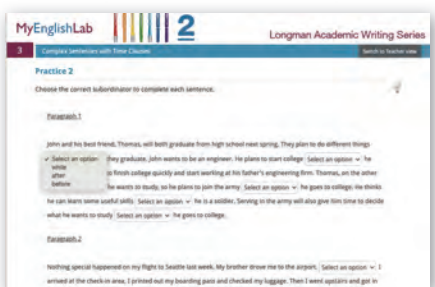 MyEnglishLab 2 Longman Academic Writing Series
3 Complex Sentences with Time Clauses Switch to Teacher view
Practice 2
Choose the correct subordinator to complete each sentence.
Paragraph 1
John and his best friend, Thomas, will both graduate from high school next spring. They plan to do different things
✓ Select an option they graduate. John wants to be an engineer. He plans to start college Select an option he
while
after to finish college quickly and start working at his father's engineering firm. Thomas, on the other
before he wants to study, so he plans to join the army Select an option he goes to college. He thinks
he can learn some useful skills Select an option he is a soldier. Serving in the army will also give him time to decide
what he wants to study Select an option he goes to college.
Paragraph 2
Nothing special happened on my flight to Seattle last week. My brother drove me to the airport. Select an option I
arrived at the check-in area, I printed out my boarding pass and checked my luggage. Then I went upstairs and got in